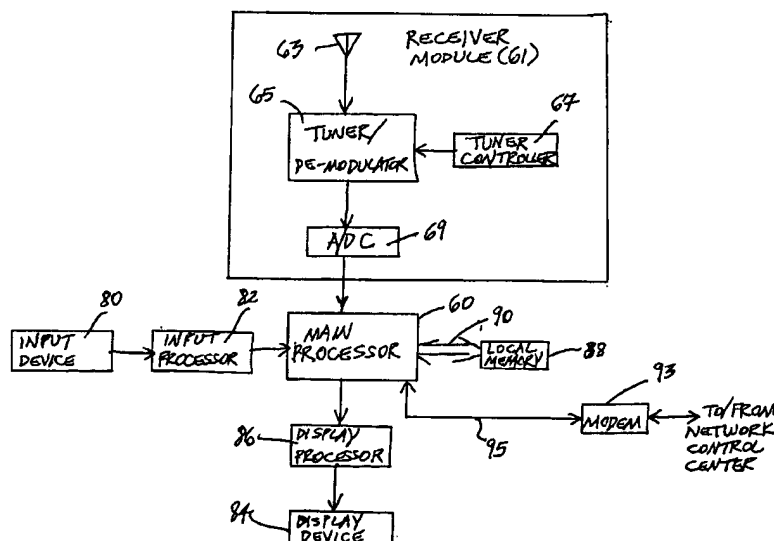 63
RECEIVER
MODULE (61)
65
67
TUNER/
DE-MODULATOR
TUNER
CONTROLLER
ADC
69
80
82
60
90
INPUT
DEVICE
INPUT
PROCESSOR
MAIN
PROCESSOR
LOCAL
MEMORY
88
93
MODEM
TO/FROM
NETWORK
CONTROL
CENTER
95
86
DISPLAY
PROCESSOR
84
DISPLAY
DEVICE